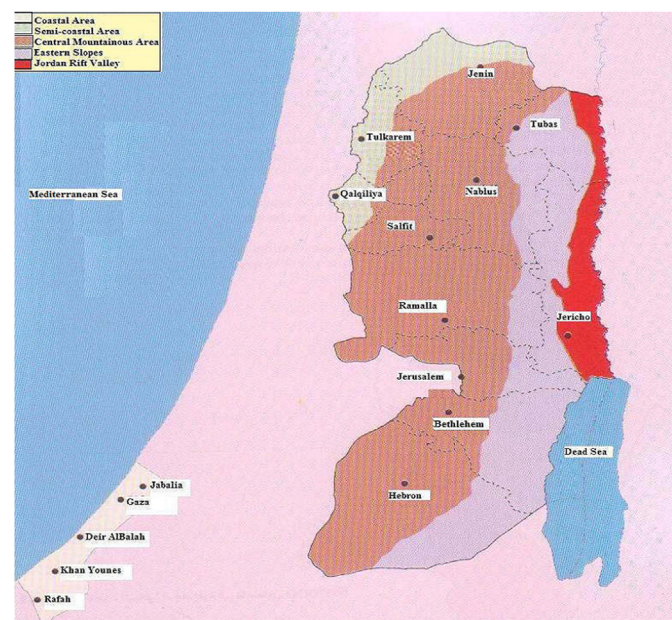 Coastal Area
Semi-coastal Area
Central Mountainous Area
Eastern Slopes
Jordan Rift Valley
Jenin
Tubas
Tulkarem
Mediterranean Sea
Qalqiliya
Nablus
Salfit
Ramalla
Jericho
Jerusalem
Bethlehem
Dead Sea
Hebron
Jabalia
Gaza
Deir AlBalah
Khan Younes
Rafah